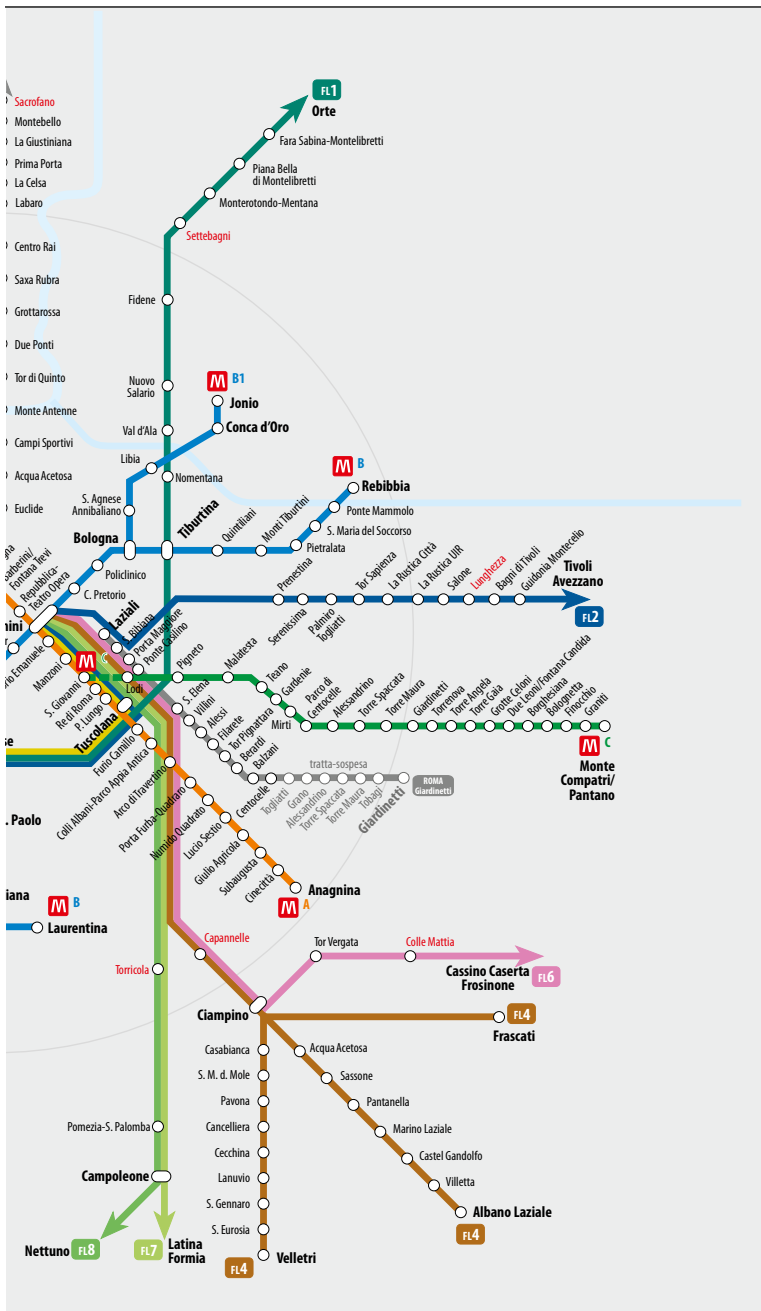 FL1
Orte
Sacrofano
Montebello
La Giustiniana
Prima Porta
La Celsa
Labaro
Centro Rai
Saxa Rubra
Grottarossa
Due Ponti
Tor di Quinto
Monte Antenne
Campi Sportivi
Acqua Acetosa
Euclide
Fara Sabina-Montelibretti
Piana Bella
di Montelibretti
Monterotondo-Mentana
Settebagni
Fidene
Nuovo
Salario
Val d'Ala
Nomentana
M B1
Jonio
Conca d'Oro
Libia
S. Agnese
Annibaliano
Bologna
Tiburtina
Policlinico
C. Pretorio
M B
Rebibbia
Ponte Mammolo
S. Maria del Soccorso
Pietralata
Monti Tiburtini
Quintiliani
Barberini/
Fontana Trevi
Repubblica-
Teatro Opera
mini
Laziali
S. Bibiana
Porta Maggiore
Ponte Casilino
Prenestina
Serenissima
Palmiro
Togliatti
Tor Sapienza
La Rustica Città
La Rustica UIR
Salone
Lunghezza
Bagni di Tivoli
Guidonia Montecelio
Tivoli
Avezzano
FL2
Manzoni
M C
S. Giovanni
Lodi
Re di Roma
P. Lungo
Tuscolana
Furio Camillo
Colli Albani-Parco Appia Antica
Arco di Travertino
Porta Furba-Quadraro
Numidio Quadrato
Lucio Sestio
Giulio Agricola
Subaugusta
Cinecittà
Anagnina
M A
Pigneto
Malatesta
Teano
Gardenie
Mirti
Parco di
Centocelle
Alessandrino
Torre Spaccata
Torre Maura
Giardinetti
Torrenova
Torre Angela
Torre Gaia
Grotte Celoni
Due Leoni/Fontana Candida
Borghesiana
Bolognetta
Finocchio
Graniti
M C
Monte
Compatri/
Pantano
S. Elena
Villini
Alessi
Filarete
Tor Pignattara
Berardi
Balzani
Centocelle
tratta-sospesa
Togliatti
Grano
Alessandrino
Torre Spaccata
Torre Maura
Tobagi
Giardinetti
ROMA
Giardinetti
. Paolo
M B
Laurentina
Torricola
Capannelle
Tor Vergata
Colle Mattia
Cassino Caserta
Frosinone
FL6
Ciampino
FL4
Frascati
Casabianca
S. M. d. Mole
Pavona
Cancelliera
Cecchina
Lanuvio
S. Gennaro
S. Eurosia
FL4
Velletri
Acqua Acetosa
Sassone
Pantanella
Marino Laziale
Castel Gandolfo
Villetta
Albano Laziale
FL4
Pomezia-S. Palomba
Campoleone
Nettuno
FL8
FL7
Latina
Formia